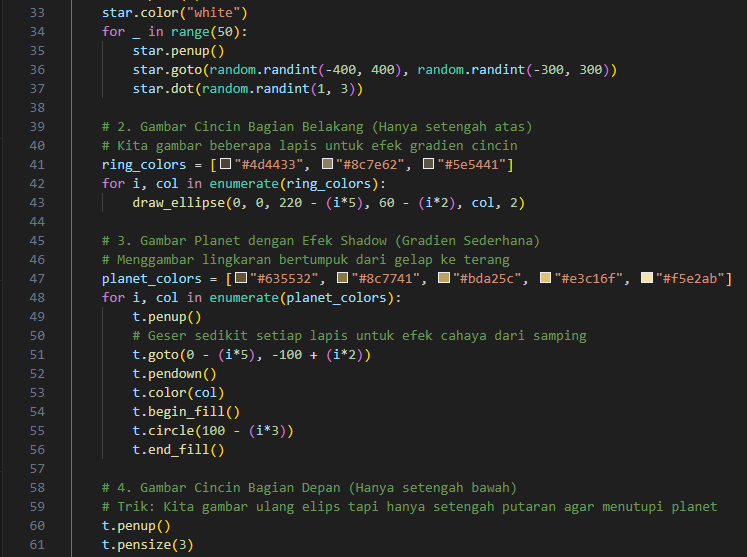 33 star.color("white")
34 for _ in range(50):
35 star.penup()
36 star.goto(random.randint(-400, 400), random.randint(-300, 300))
37 star.dot(random.randint(1, 3))
38
39 # 2. Gambar Cincin Bagian Belakang (Hanya setengah atas)
40 # Kita gambar beberapa lapis untuk efek gradien cincin
41 ring_colors = ["#4d4433", "#8c7e62", "#5e5441"]
42 for i, col in enumerate(ring_colors):
43 draw_ellipse(0, 0, 220 - (i*5), 60 - (i*2), col, 2)
44
45 # 3. Gambar Planet dengan Efek Shadow (Gradien Sederhana)
46 # Menggambar lingkaran bertumpuk dari gelap ke terang
47 planet_colors = ["#635532", "#8c7741", "#bda25c", "#e3c16f", "#f5e2ab"]
48 for i, col in enumerate(planet_colors):
49 t.penup()
50 # Geser sedikit setiap lapis untuk efek cahaya dari samping
51 t.goto(0 - (i*5), -100 + (i*2))
52 t.pendown()
53 t.color(col)
54 t.begin_fill()
55 t.circle(100 - (i*3))
56 t.end_fill()
57
58 # 4. Gambar Cincin Bagian Depan (Hanya setengah bawah)
59 # Trik: Kita gambar ulang elips tapi hanya setengah putaran agar menutupi planet
60 t.penup()
61 t.pensize(3)